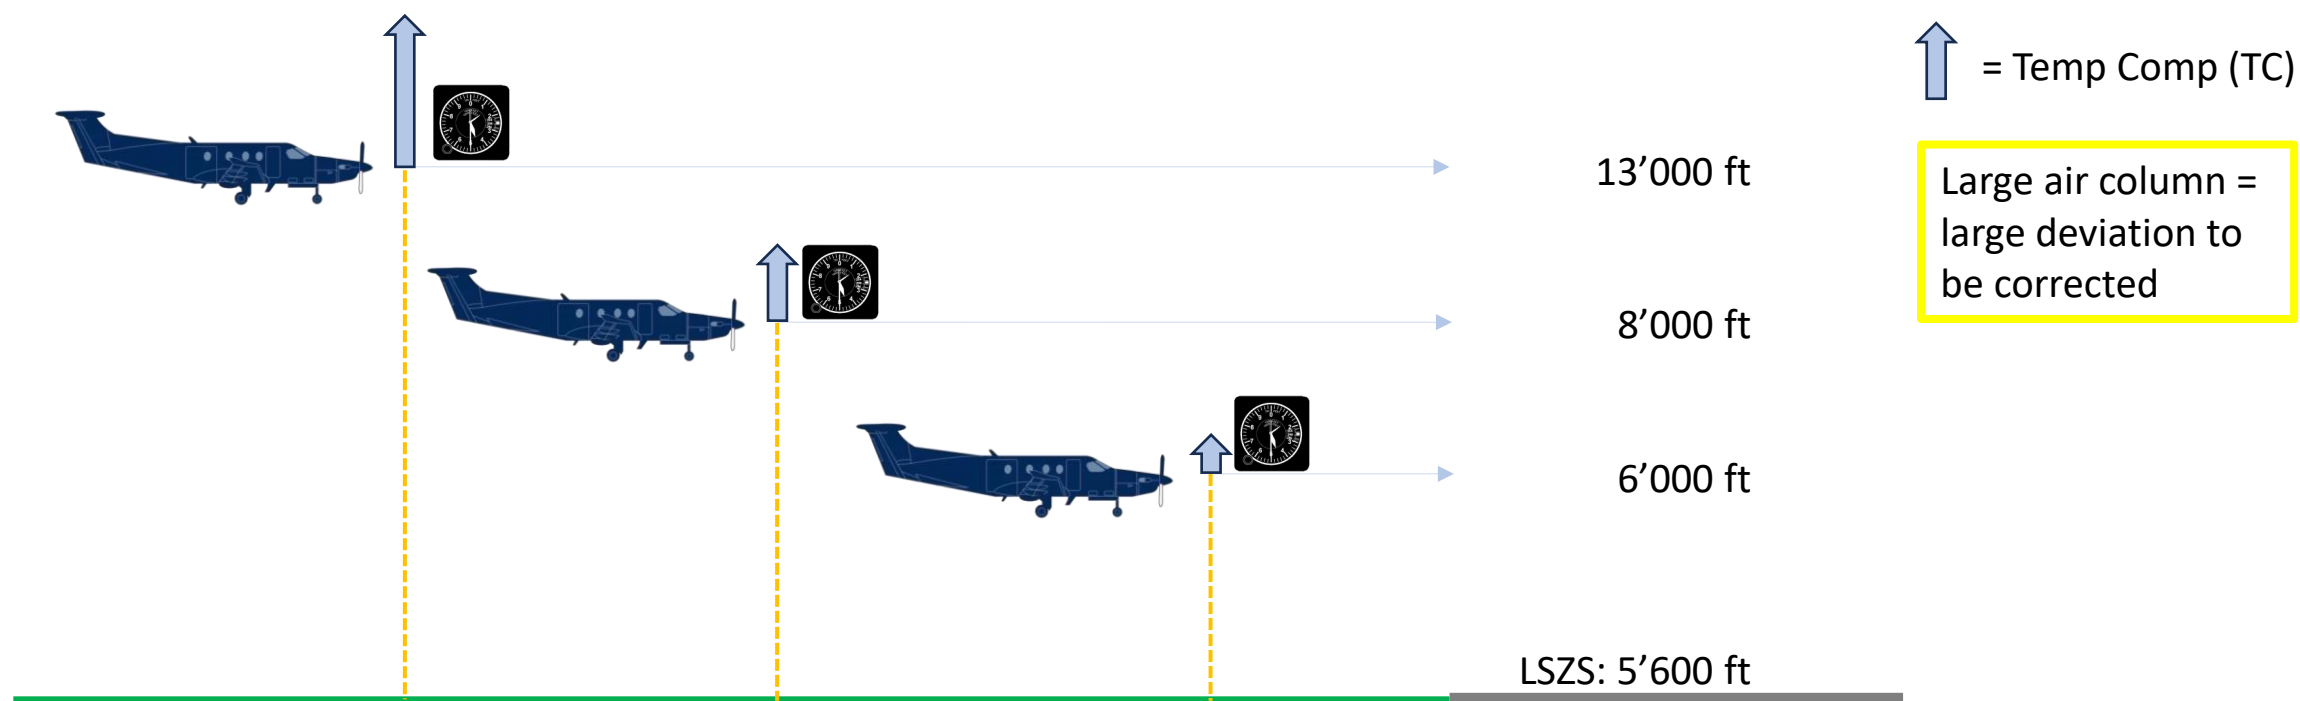 = Temp Comp (TC)
13’000 ft
Large air column =
large deviation to
be corrected
8’000 ft
6’000 ft
LSZS: 5’600 ft